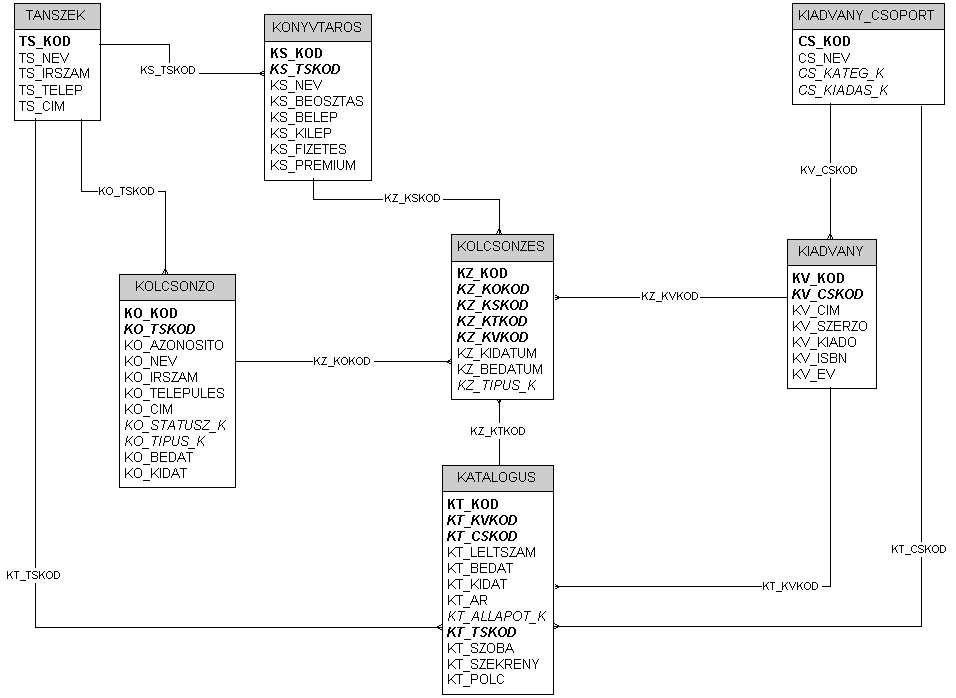 TANSZEK
TS_KOD
TS_NEV
TS_IRSZAM
TS_TELEP
TS_CIM
KONYVTAROS
KS_KOD
KS_TSKOD
KS_NEV
KS_BEOSZTAS
KS_BELEP
KS_KILEP
KS_FIZETES
KS_PREMIUM
KIADVANY_CSOPORT
CS_KOD
CS_NEV
CS_KATEG_K
CS_KIADAS_K
KS_TSKOD
KO_TSKOD
KZ_KSKOD
KV_CSKOD
KOLCSONZO
KO_KOD
KO_TSKOD
KO_AZONOSITO
KO_NEV
KO_IRSZAM
KO_TELEPULES
KO_CIM
KO_STATUSZ_K
KO_TIPUS_K
KO_BEDAT
KO_KIDAT
KOLCSONZES
KZ_KOD
KZ_KOKOD
KZ_KSKOD
KZ_KTKOD
KZ_KVKOD
KZ_KIDATUM
KZ_BEDATUM
KZ_TIPUS_K
KIADVANY
KV_KOD
KV_CSKOD
KV_CIM
KV_SZERZO
KV_KIADO
KV_ISBN
KV_EV
KZ_KVKOD
KZ_KOKOD
KZ_KTKOD
KATALOGUS
KT_KOD
KT_KVKOD
KT_CSKOD
KT_LELTSZAM
KT_BEDAT
KT_KIDAT
KT_AR
KT_ALLAPOT_K
KT_TSKOD
KT_SZOBA
KT_SZEKRENY
KT_POLC
KT_TSKOD
KT_KVKOD
KT_CSKOD